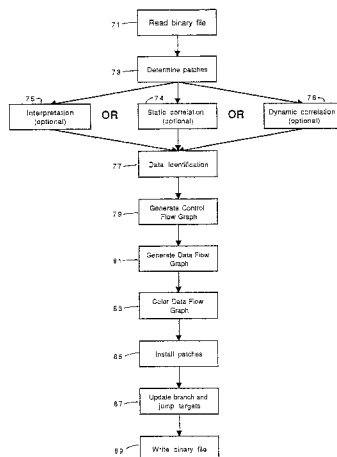 71
Read binary file
73
Determine patches
75
Interpretation
(optional)
OR
74
Static correlation
(optional)
OR
76
Dynamic correlation
(optional)
77
Data Identification
79
Generate Control
Flow Graph
81
Generate Data Flow
Graph
83
Color Data Flow
Graph
85
Install patches
87
Update branch and
jump targets
89
Write binary file